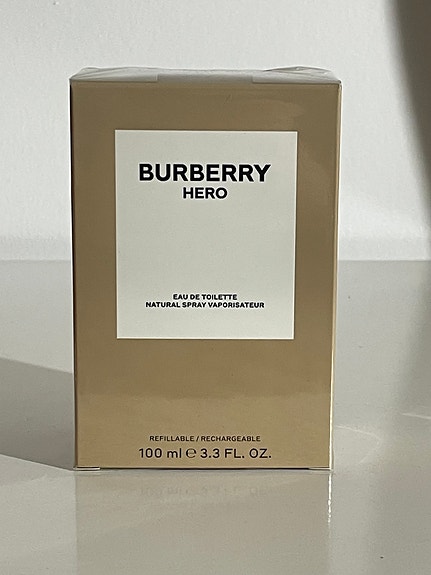 BURBERRY
HERO
EAU DE TOILETTE
NATURAL SPRAY VAPORISATEUR
REFILLABLE / RECHARGEABLE
100 ml ℮ 3.3 FL. OZ.